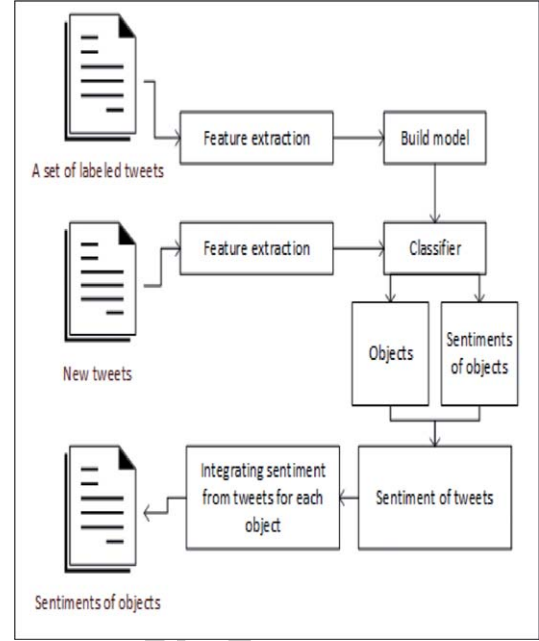 Feature extraction
Build model
A set of labeled tweets
Feature extraction
Classifier
New tweets
Objects
Sentiments
of objects
Integrating sentiment
from tweets for each
object
Sentiment of tweets
Sentiments of objects